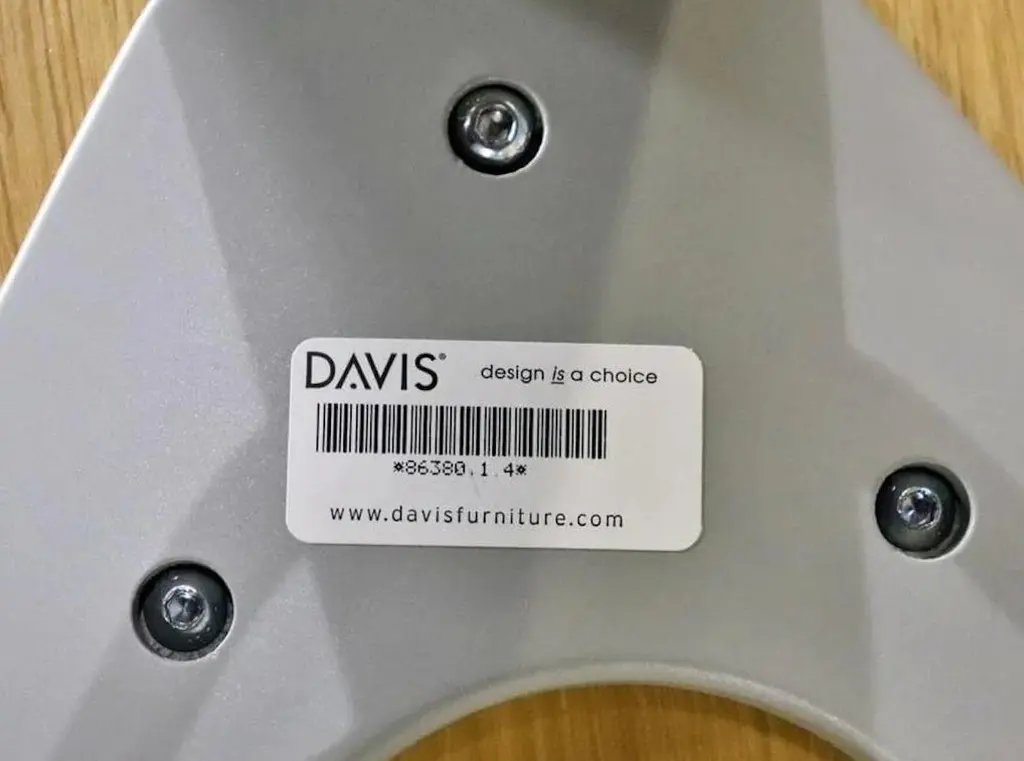 DAVIS® design is a choice
*86380.1.4*
www.davisfurniture.com